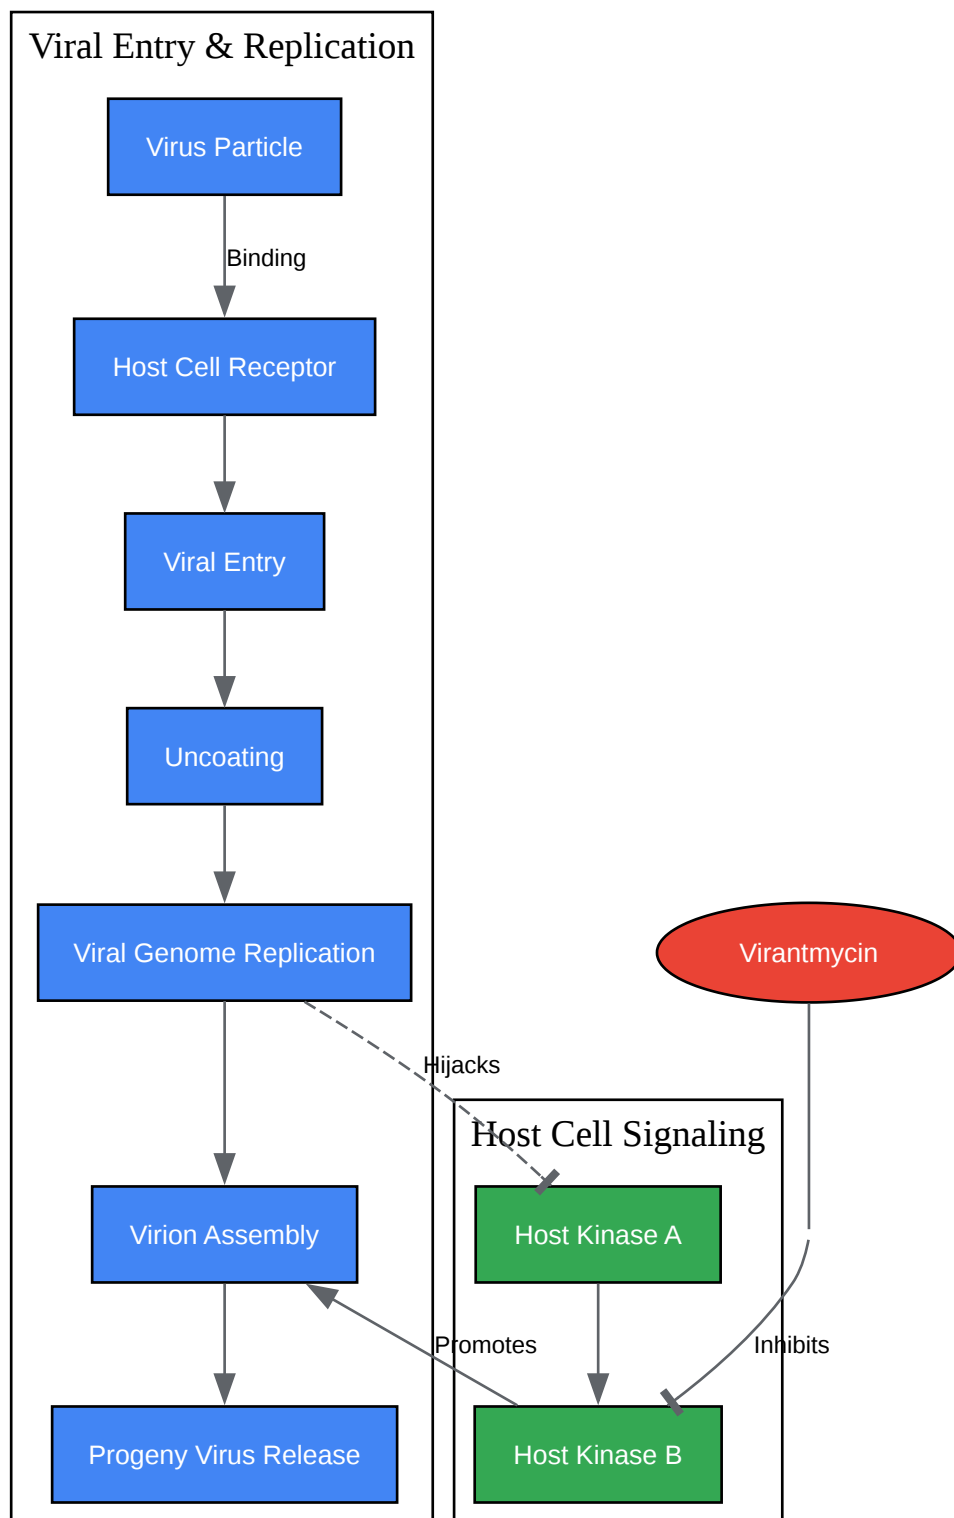 Viral Entry & Replication
Virus Particle
Binding
Host Cell Receptor
Viral Entry
Uncoating
Viral Genome Replication
Virantmycin
Hijacks
Host Cell Signaling
Virion Assembly
Host Kinase A
Promotes
Inhibits
Progeny Virus Release
Host Kinase B